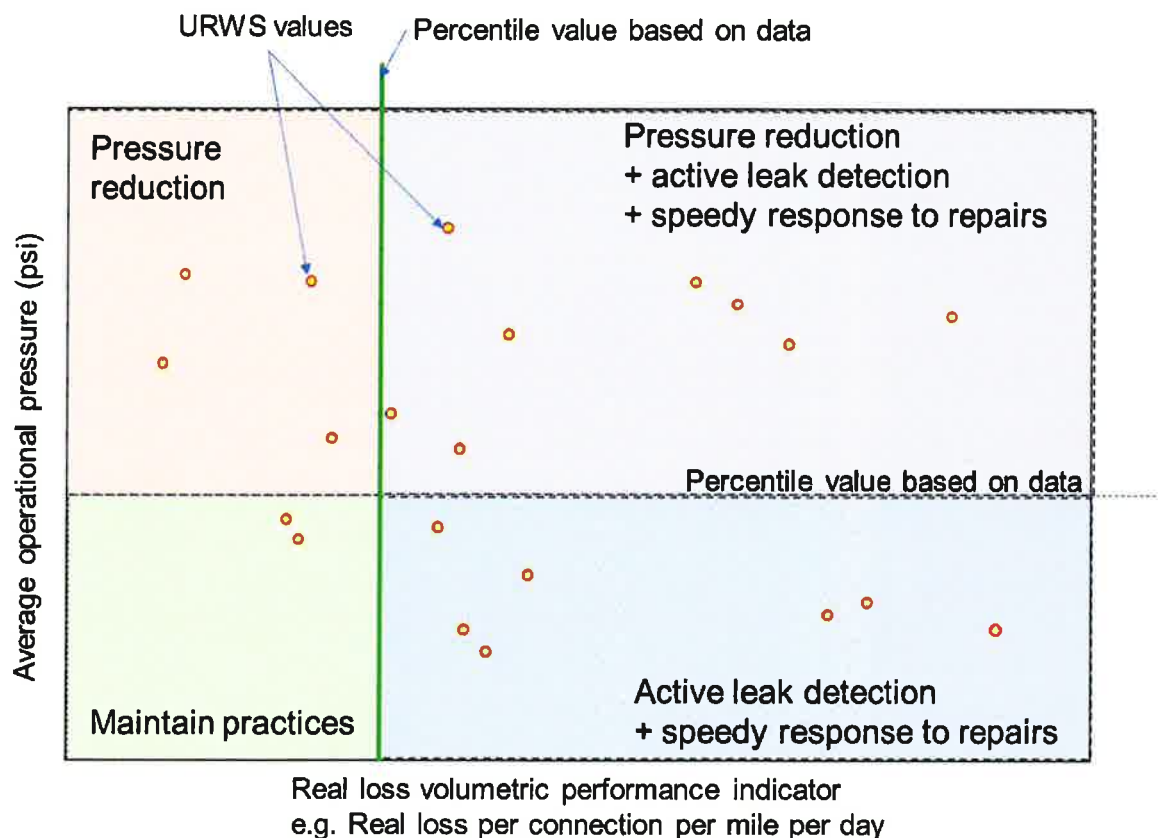 URWS values
Percentile value based on data
Pressure
reduction
Pressure reduction
+ active leak detection
+ speedy response to repairs
Average operational pressure (psi)
Percentile value based on data
Maintain practices
Active leak detection
+ speedy response to repairs
Real loss volumetric performance indicator
e.g. Real loss per connection per mile per day